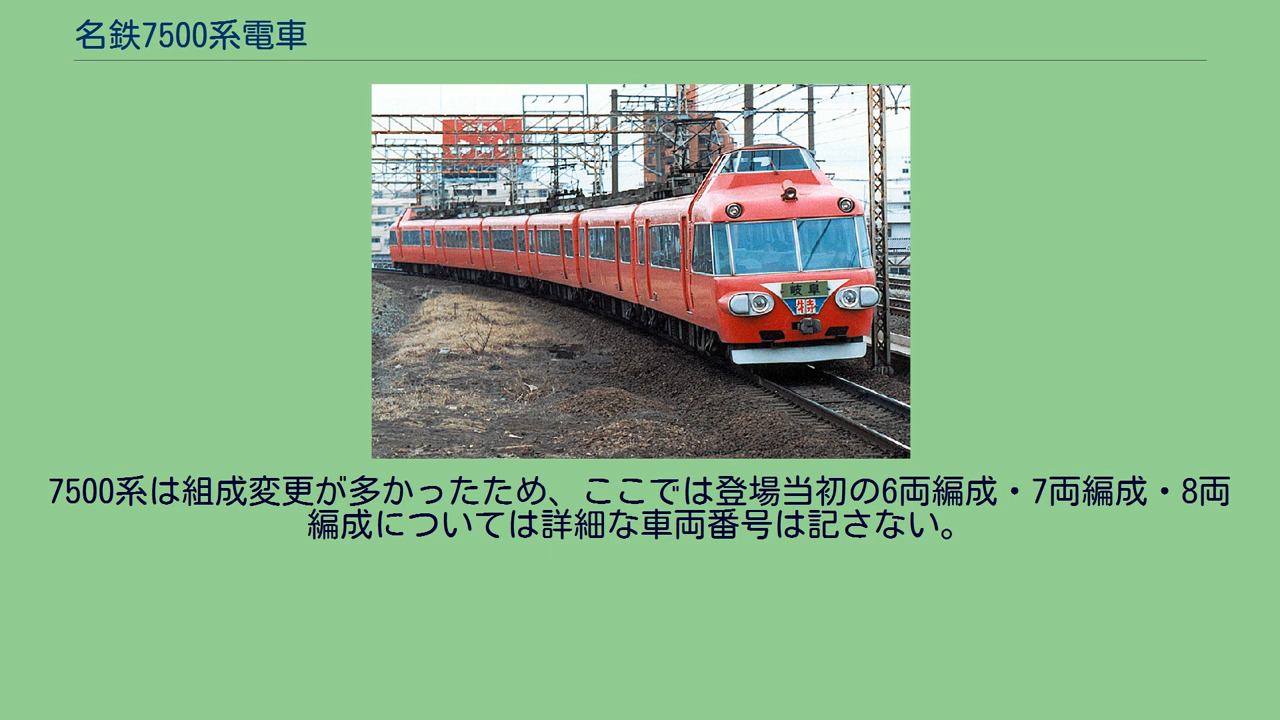 名鉄7500系電車
岐阜
特
7500系は組成変更が多かったため、ここでは登場当初の6両編成・7両編成・8両
編成については詳細な車両番号は記さない。